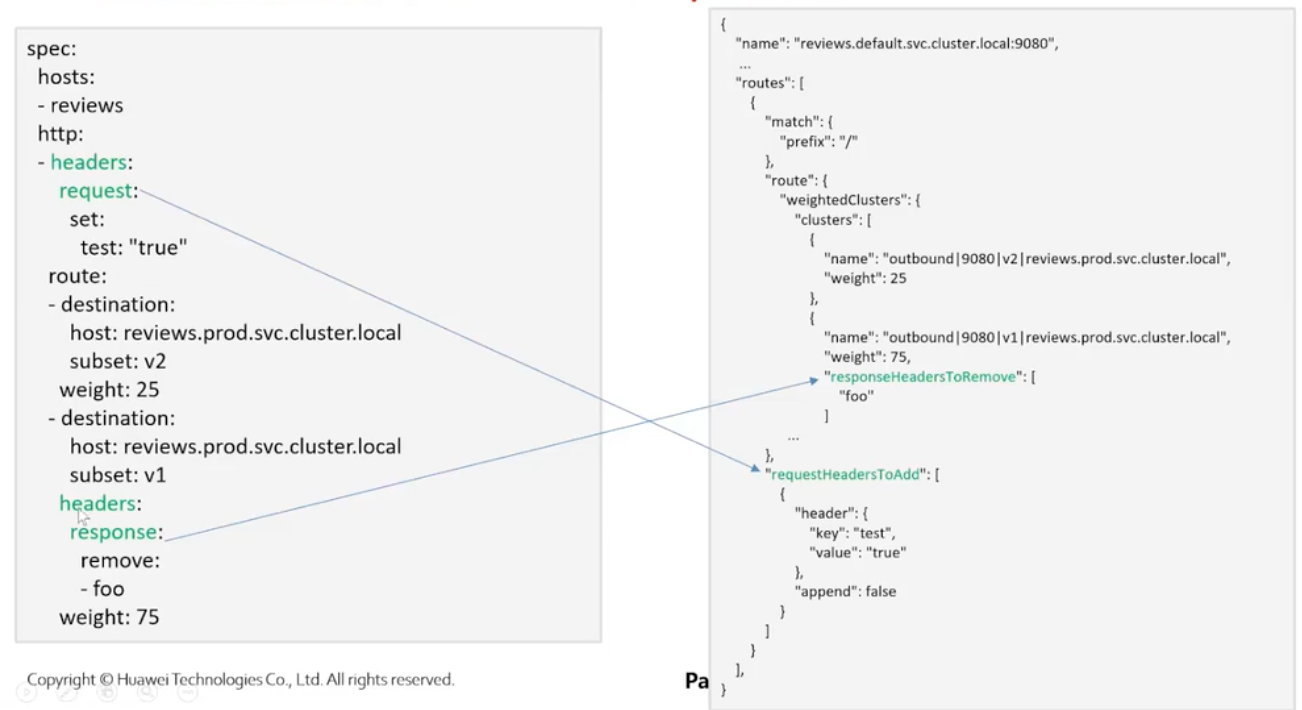 spec:
hosts:
- reviews
http:
- headers:
request:
set:
test: "true"
route:
- destination:
host: reviews.prod.svc.cluster.local
subset: v2
weight: 25
- destination:
host: reviews.prod.svc.cluster.local
subset: v1
headers:
response:
remove:
- foo
weight: 75
Copyright © Huawei Technologies Co., Ltd. All rights reserved.
Pa
{
"name": "reviews.default.svc.cluster.local:9080",
...
"routes": [
{
"match": {
"prefix": "/"
},
"route": {
"weightedClusters": {
"clusters": [
{
"name": "outbound|9080|v2|reviews.prod.svc.cluster.local",
"weight": 25
},
{
"name": "outbound|9080|v1|reviews.prod.svc.cluster.local",
"weight": 75,
"responseHeadersToRemove": [
"foo"
]
...
},
"requestHeadersToAdd": [
{
"header": {
"key": "test",
"value": "true"
},
"append": false
}
]
}
],
}